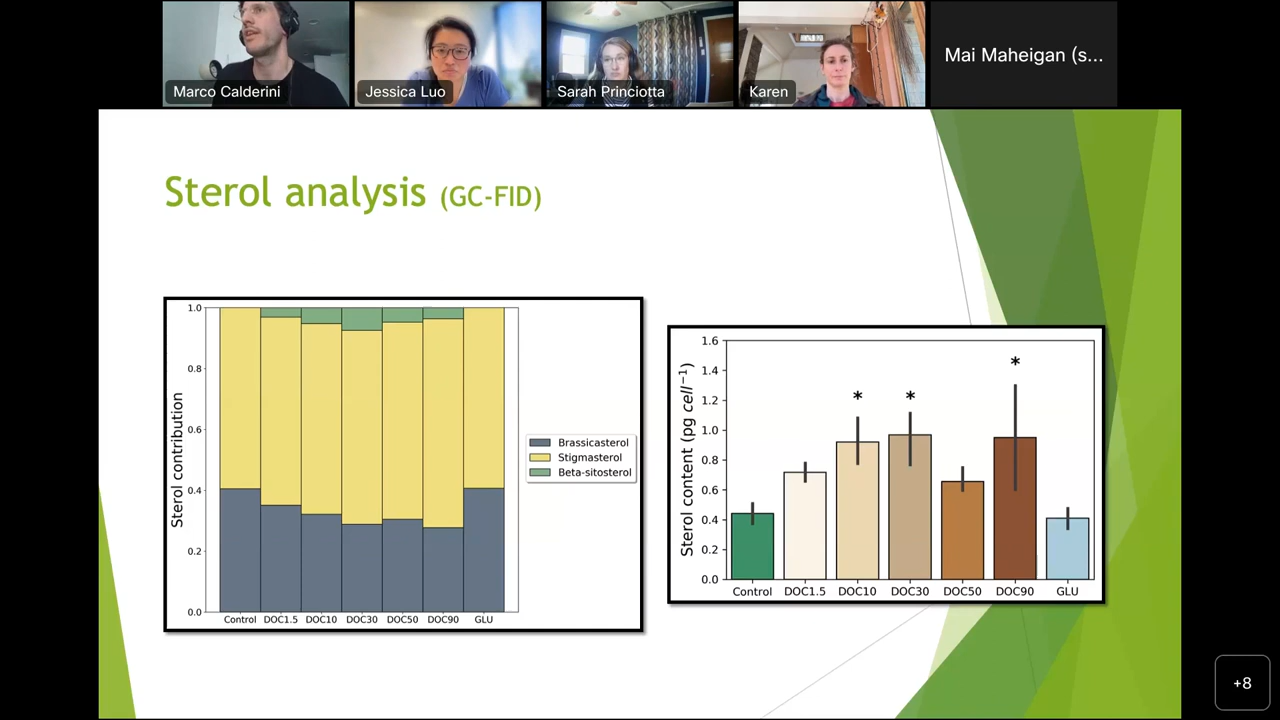 Marco Calderini
Jessica Luo
Sarah Princiotta
Karen
Mai Maheigan (s...
Sterol analysis (GC-FID)
Sterol contribution
1.0
0.8
0.6
0.4
0.2
0.0
Control DOC1.5 DOC10 DOC30 DOC50 DOC90 GLU
Brassicasterol
Stigmasterol
Beta-sitosterol
Sterol content (pg cell⁻¹)
1.6
1.4
1.2
1.0
0.8
0.6
0.4
0.2
0.0
* * *
Control DOC1.5 DOC10 DOC30 DOC50 DOC90 GLU
+8